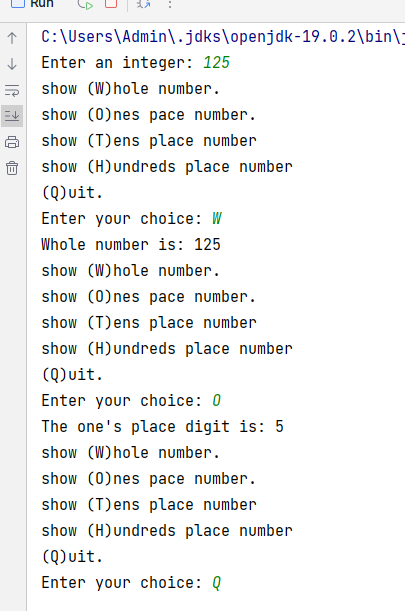 Run
C:\Users\Admin\.jdks\openjdk-19.0.2\bin\j
Enter an integer: 125
show (W)hole number.
show (O)nes pace number.
show (T)ens place number
show (H)undreds place number
(Q)uit.
Enter your choice: W
Whole number is: 125
show (W)hole number.
show (O)nes pace number.
show (T)ens place number
show (H)undreds place number
(Q)uit.
Enter your choice: O
The one's place digit is: 5
show (W)hole number.
show (O)nes pace number.
show (T)ens place number
show (H)undreds place number
(Q)uit.
Enter your choice: Q